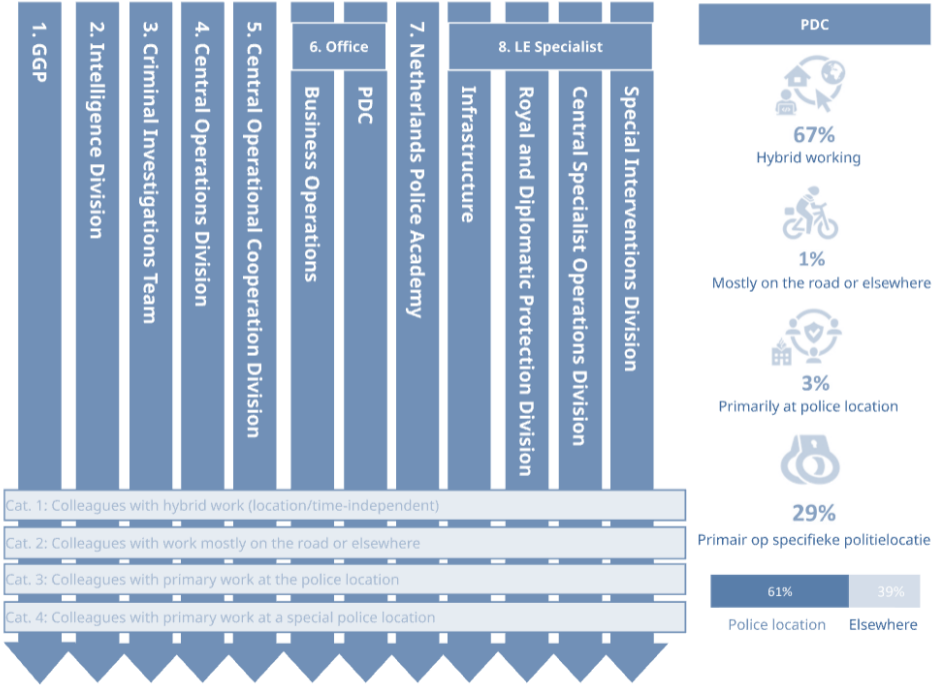 1. GGP
2. Intelligence Division
3. Criminal Investigations Team
4. Central Operations Division
5. Central Operational Cooperation Division
6. Office
Business Operations
PDC
7. Netherlands Police Academy
8. LE Specialist
Infrastructure
Royal and Diplomatic Protection Division
Central Specialist Operations Division
Special Interventions Division
Cat. 1: Colleagues with hybrid work (location/time-independent)
Cat. 2: Colleagues with work mostly on the road or elsewhere
Cat. 3: Colleagues with primary work at the police location
Cat. 4: Colleagues with primary work at a special police location
PDC
67%
Hybrid working
1%
Mostly on the road or elsewhere
3%
Primarily at police location
29%
Primair op specifieke politielocatie
61% 39%
Police location Elsewhere